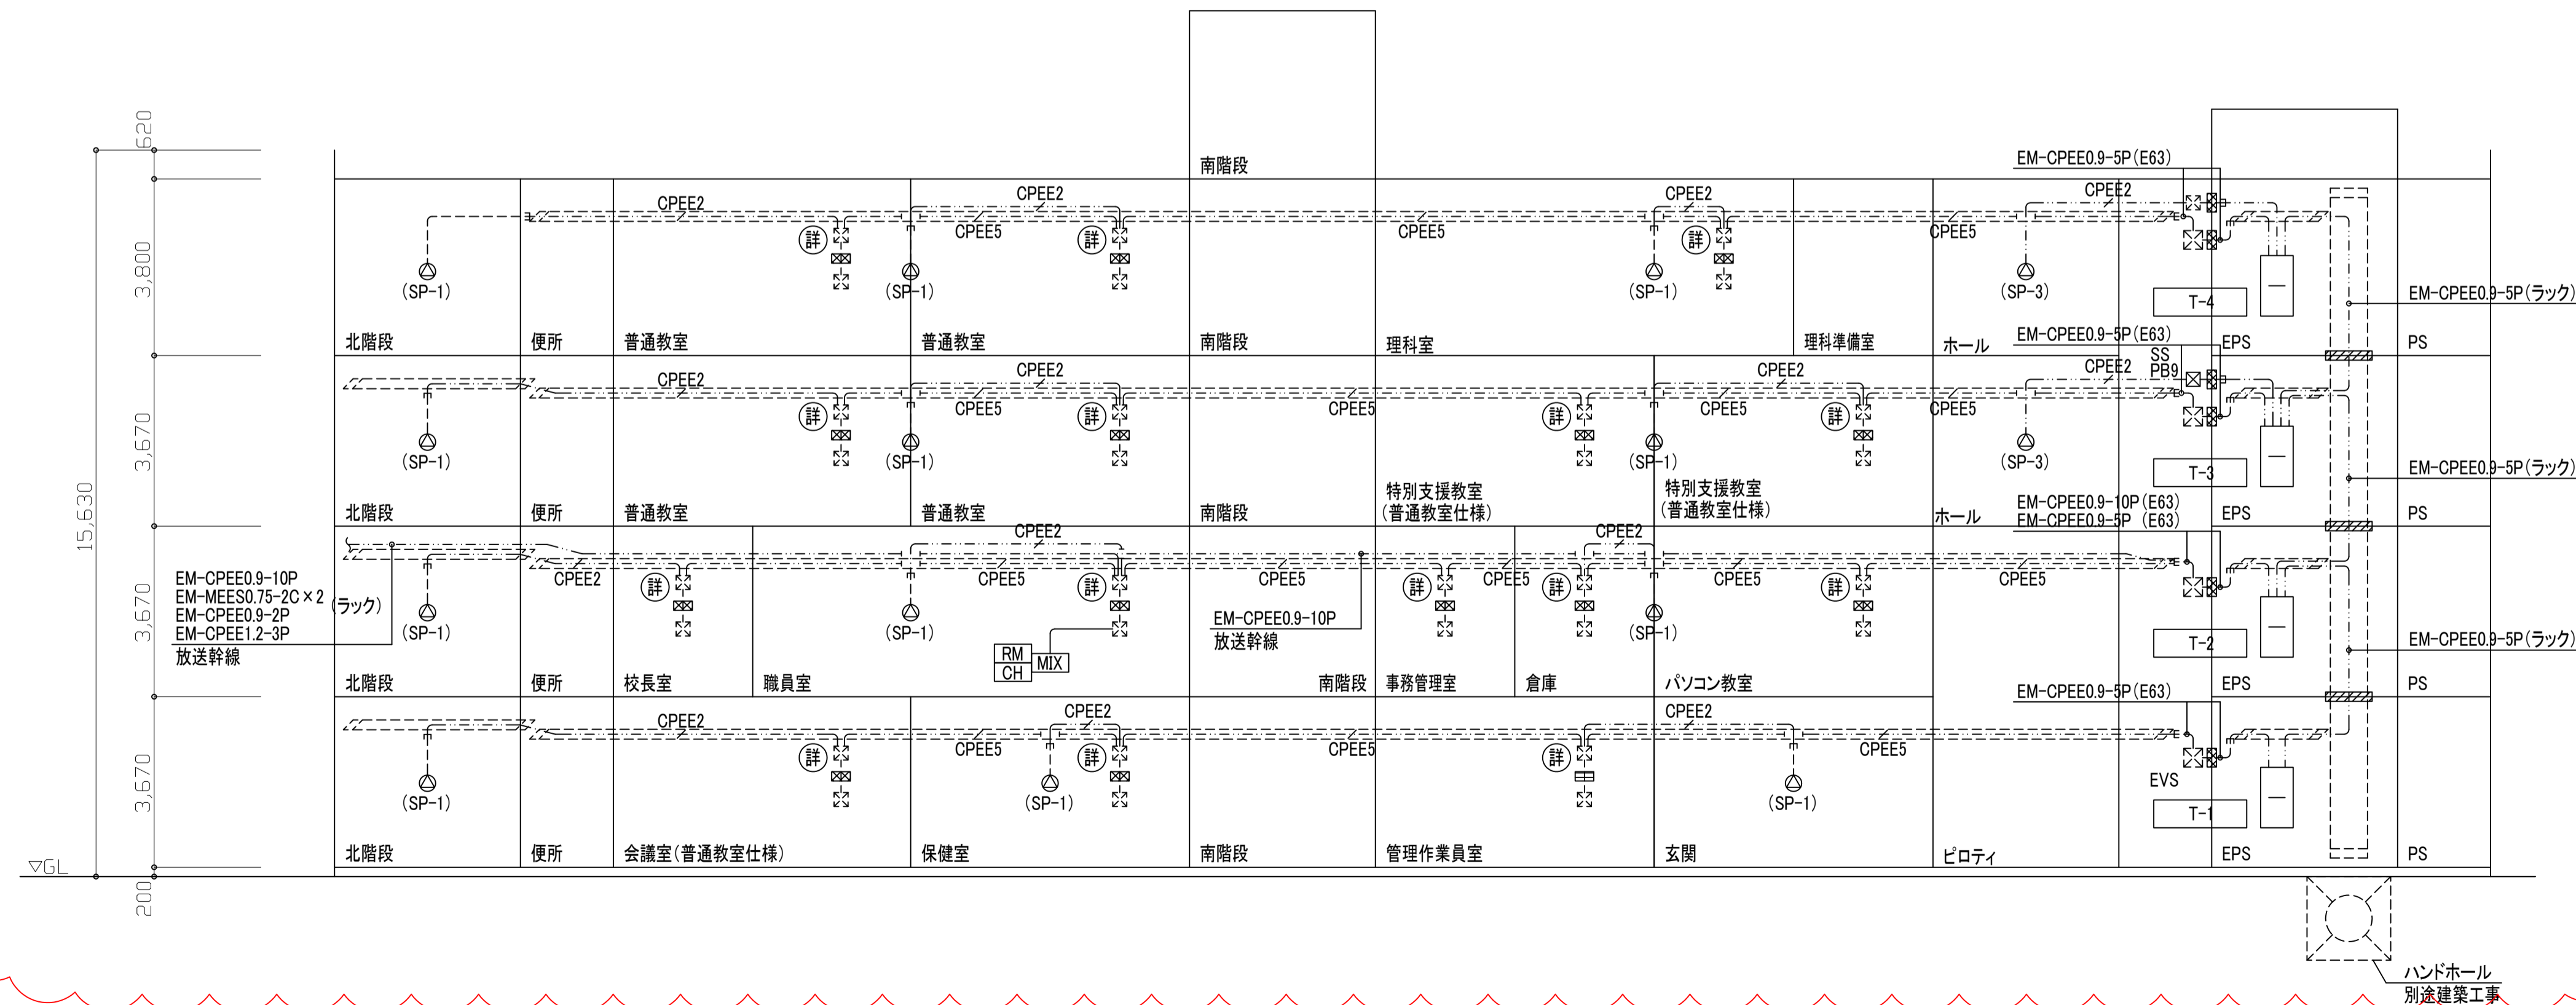 620
3,800
3,670
3,670
3,670
15,630
200
▽GL
南階段
EM-CPEE0.9-5P(E63)
CPEE2
CPEE2
CPEE2
CPEE2
詳
CPEE5
詳
CPEE5
詳
CPEE5
(SP-1)
(SP-1)
(SP-1)
(SP-3)
T-4
EM-CPEE0.9-5P(ラック)
北階段
便所
普通教室
普通教室
南階段
理科室
理科準備室
ホール
EM-CPEE0.9-5P(E63)
EPS
PS
SS
PB9
CPEE2
CPEE2
CPEE2
CPEE2
詳
CPEE5
詳
CPEE5
詳
CPEE5
詳
CPEE5
(SP-1)
(SP-1)
(SP-1)
(SP-3)
T-3
EM-CPEE0.9-5P(ラック)
北階段
便所
普通教室
普通教室
南階段
特別支援教室
(普通教室仕様)
特別支援教室
(普通教室仕様)
ホール
EM-CPEE0.9-10P(E63)
EM-CPEE0.9-5P (E63)
EPS
PS
CPEE2
CPEE2
EM-CPEE0.9-10P
EM-MEES0.75-2C×2
EM-CPEE0.9-2P
EM-CPEE1.2-3P
(ラック)
放送幹線
CPEE2
詳
CPEE5
詳
CPEE5
詳
CPEE5
詳
CPEE5
詳
CPEE5
(SP-1)
(SP-1)
(SP-1)
EM-CPEE0.9-10P
放送幹線
RM
CH
MIX
T-2
EM-CPEE0.9-5P(ラック)
北階段
便所
校長室
職員室
南階段
事務管理室
倉庫
パソコン教室
EM-CPEE0.9-5P(E63)
EPS
PS
CPEE2
CPEE2
CPEE2
詳
CPEE5
詳
CPEE5
詳
CPEE5
(SP-1)
(SP-1)
(SP-1)
EVS
T-1
北階段
便所
会議室(普通教室仕様)
保健室
南階段
管理作業員室
玄関
ピロティ
EPS
PS
ハンドホール
別途建築工事